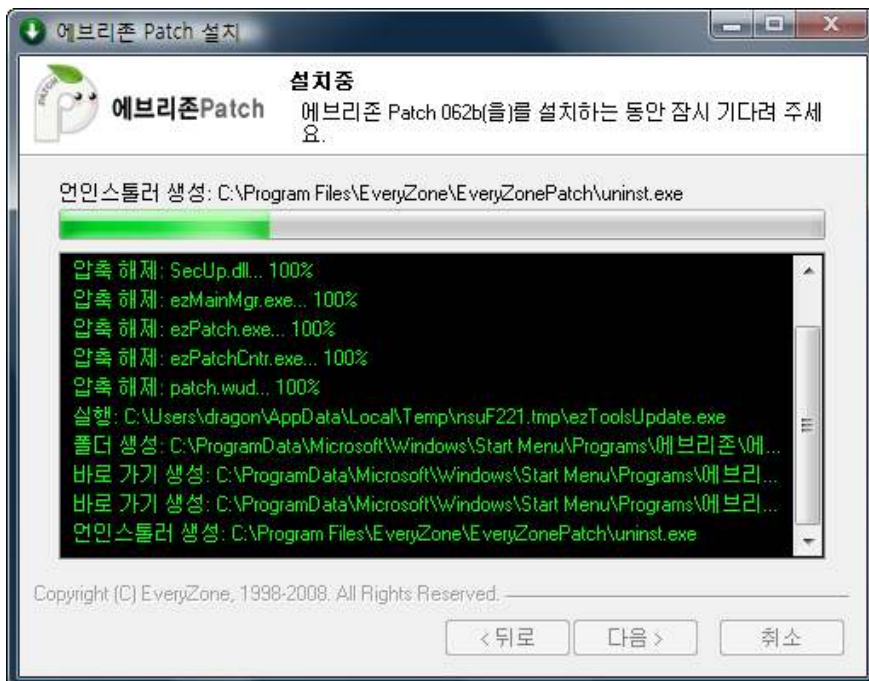 에브리존 Patch 설치
PATCH
에브리존Patch
설치중
에브리존 Patch 062b(을)를 설치하는 동안 잠시 기다려 주세
요.
언인스톨러 생성: C:\Program Files\EveryZone\EveryZonePatch\uninst.exe
압축 해제: SecUp.dll... 100%
압축 해제: ezMainMgr.exe... 100%
압축 해제: ezPatch.exe... 100%
압축 해제: ezPatchCntr.exe... 100%
압축 해제: patch.wud... 100%
실행: C:\Users\dragon\AppData\Local\Temp\nsuF221.tmp\ezToolsUpdate.exe
폴더 생성: C:\ProgramData\Microsoft\Windows\Start Menu\Programs\에브리존\에...
바로 가기 생성: C:\ProgramData\Microsoft\Windows\Start Menu\Programs\에브리...
바로 가기 생성: C:\ProgramData\Microsoft\Windows\Start Menu\Programs\에브리...
언인스톨러 생성: C:\Program Files\EveryZone\EveryZonePatch\uninst.exe
Copyright (C) EveryZone, 1998-2008. All Rights Reserved.
< 뒤로 다음 > 취소